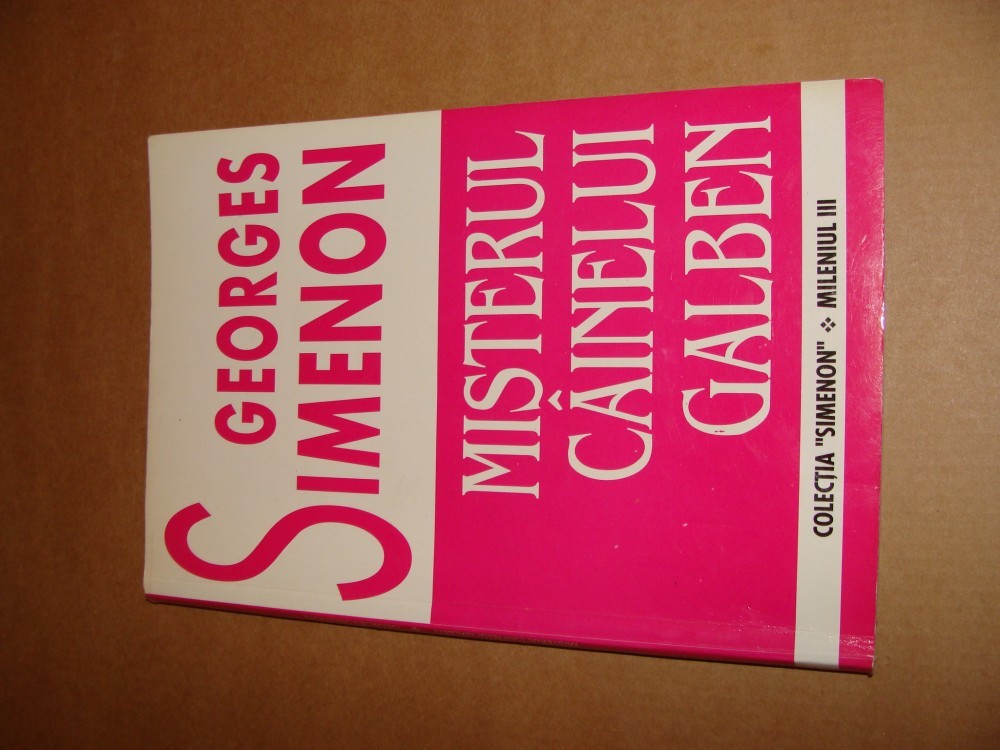 GEORGES
SIMENON
MISTERUL
CÂINELUI
GALBEN
COLECȚIA "SIMENON" ❖ MILENIUL III